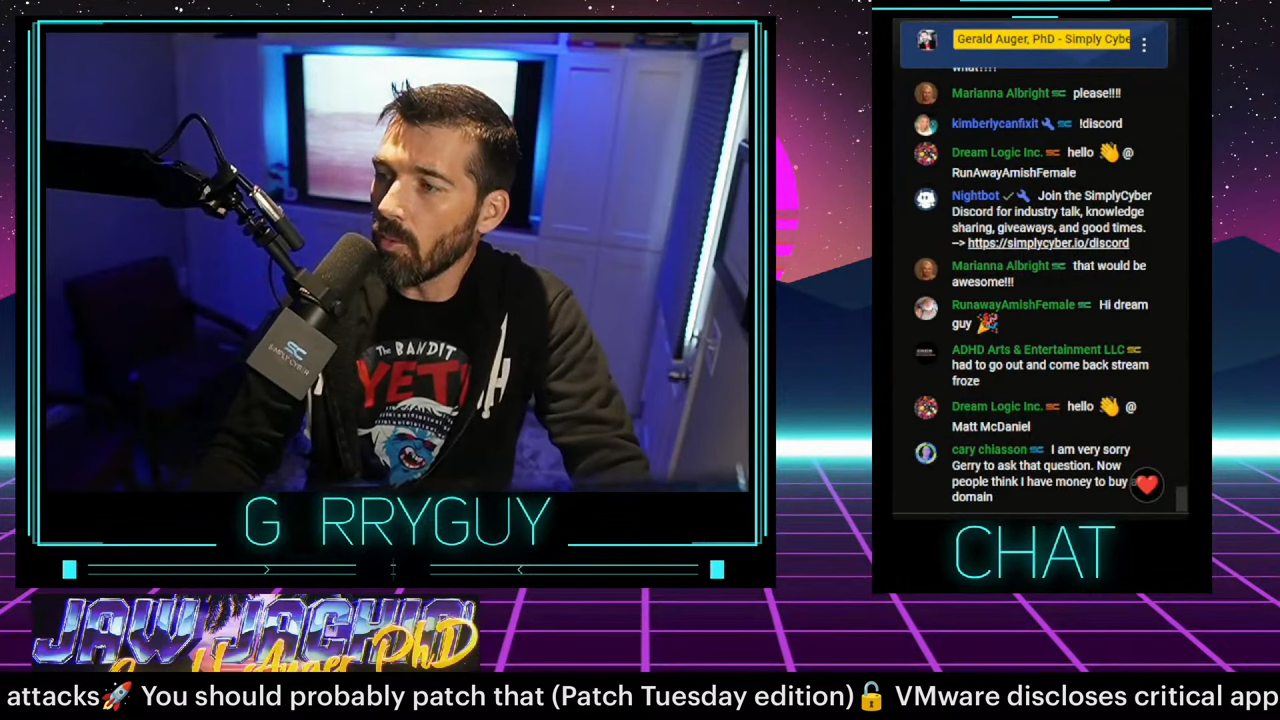 Gerald Auger, PhD - Simply Cybe
Marianna Albright please!!!!
kimberlycanfixit !discord
Dream Logic Inc. hello 👋 @
RunAwayAmishFemale
Nightbot Join the SimplyCyber
Discord for industry talk, knowledge
sharing, giveaways, and good times.
--> https://simplycyber.io/discord
Marianna Albright that would be
awesome!!!
RunawayAmishFemale Hi dream
guy 🎉
ADHD Arts & Entertainment LLC
had to go out and come back stream
froze
Dream Logic Inc. hello 👋 @
Matt McDaniel
cary chiasson I am very sorry
Gerry to ask that question. Now
people think I have money to buy
domain
CHAT
SIMPLY CYBER
The BANDIT
YETI
G RRYGUY
JAWJACKIN'
PhD
attacks🚀 You should probably patch that (Patch Tuesday edition)🔓 VMware discloses critical app